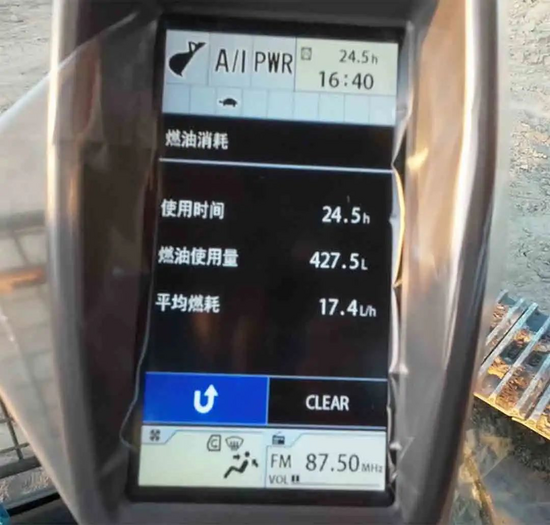 A/I PWR 24.5h
16:40
燃油消耗
使用时间 24.5h
燃油使用量 427.5L
平均燃耗 17.4L/h
CLEAR
FM 87.50MHz
VOL